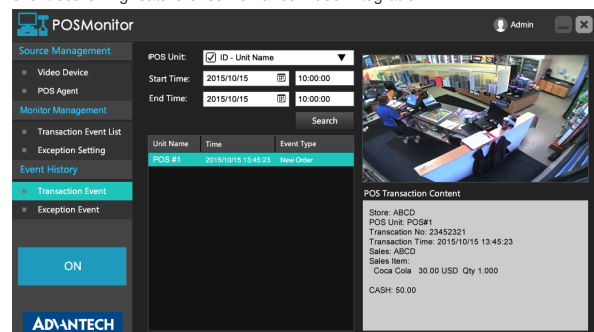 POSMonitor
Admin
Source Management
Video Device
POS Agent
Monitor Management
Transaction Event List
Exception Setting
Event History
Transaction Event
Exception Event
ON
ADVANTECH
POS Unit: ID - Unit Name
Start Time: 2015/10/15 10:00:00
End Time: 2015/10/15 10:00:00
Search
Unit Name Time Event Type
POS #1 2015/10/15 13:45:23 New Order
POS Transaction Content
Store: ABCD
POS Unit: POS#1
Transcation No: 23452321
Transaction Time: 2015/10/15 13:45:23
Sales: ABCD
Sales Item:
Coca Cola 30.00 USD Qty 1.000
CASH: 50.00